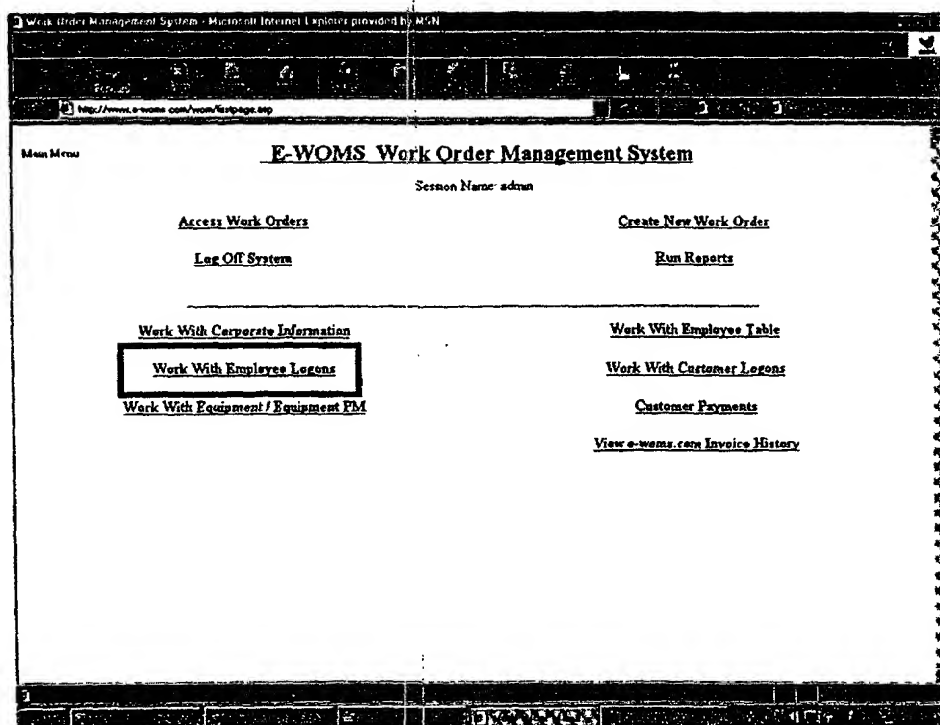 Work Order Management System - Microsoft Internet Explorer provided by MSN
http://www.e-woms.com/wom/firstpage.asp
Main Menu
E-WOMS Work Order Management System
Session Name: admin
Access Work Orders Create New Work Order
Log Off System Run Reports
Work With Corporate Information Work With Employee Table
Work With Employee Logons Work With Customer Logons
Work With Equipment / Equipment PM Customer Payments
View e-woms.com Invoice History